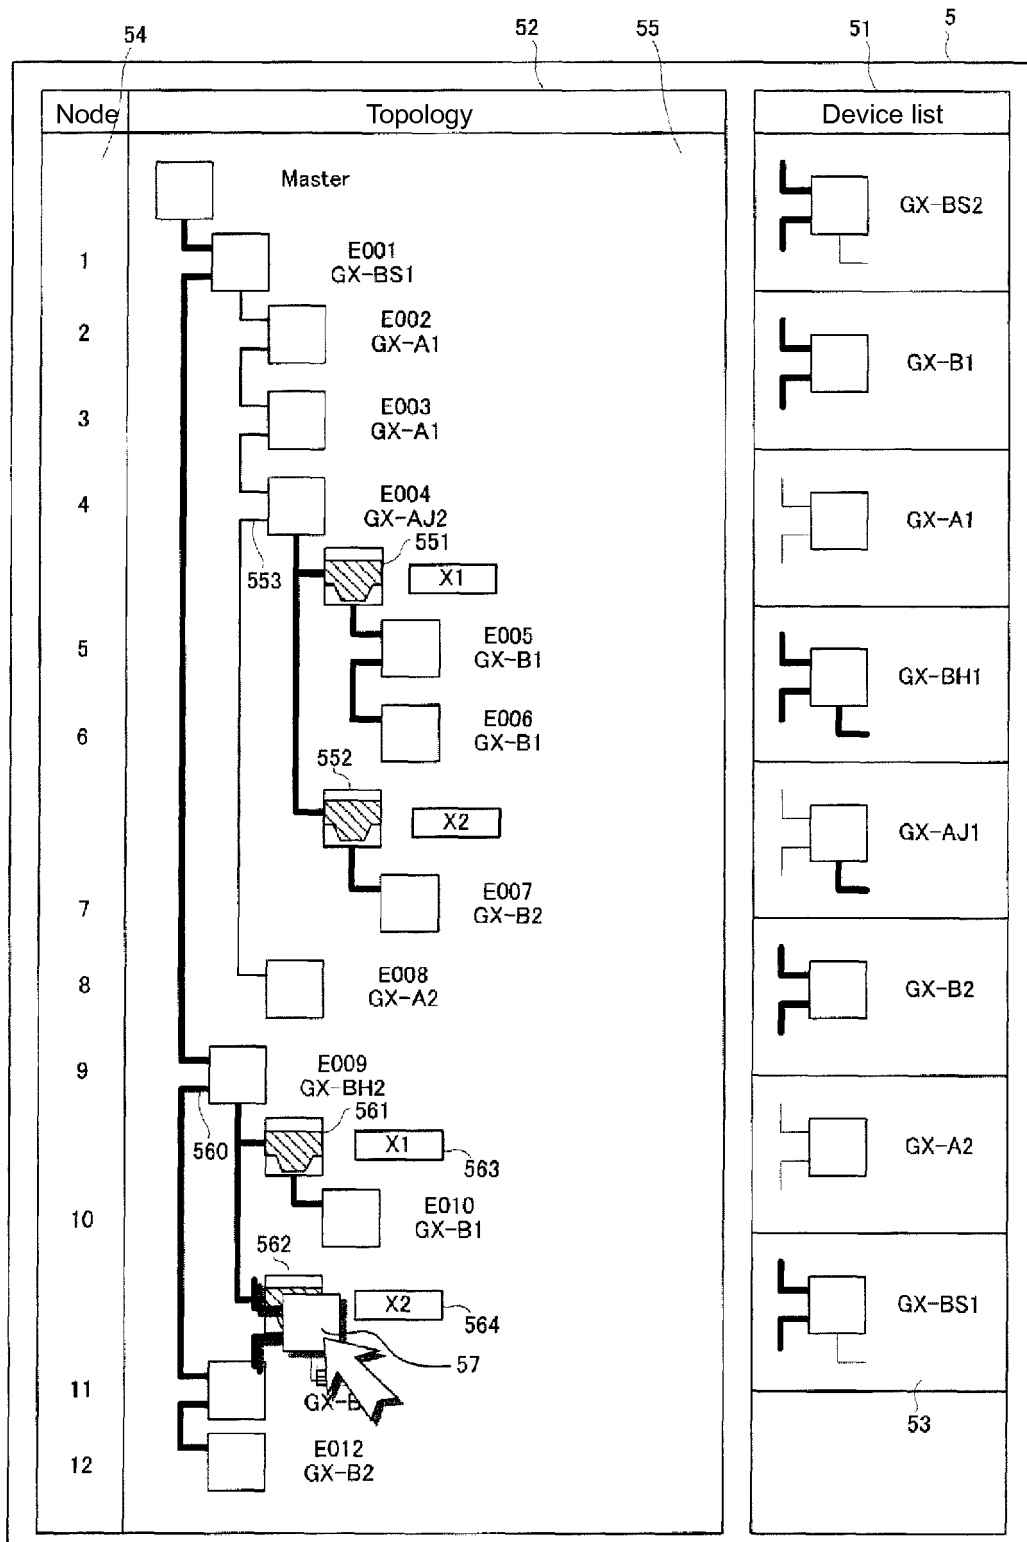 54
52
55
51
5
Node
Topology
Device list
Master
1
E001
GX-BS1
2
E002
GX-A1
3
E003
GX-A1
4
E004
GX-AJ2
551
553
X1
5
E005
GX-B1
6
E006
GX-B1
552
X2
7
E007
GX-B2
8
E008
GX-A2
9
E009
GX-BH2
560
561
X1
563
10
E010
GX-B1
562
X2
564
57
11
GX-B
12
E012
GX-B2
GX-BS2
GX-B1
GX-A1
GX-BH1
GX-AJ1
GX-B2
GX-A2
GX-BS1
53